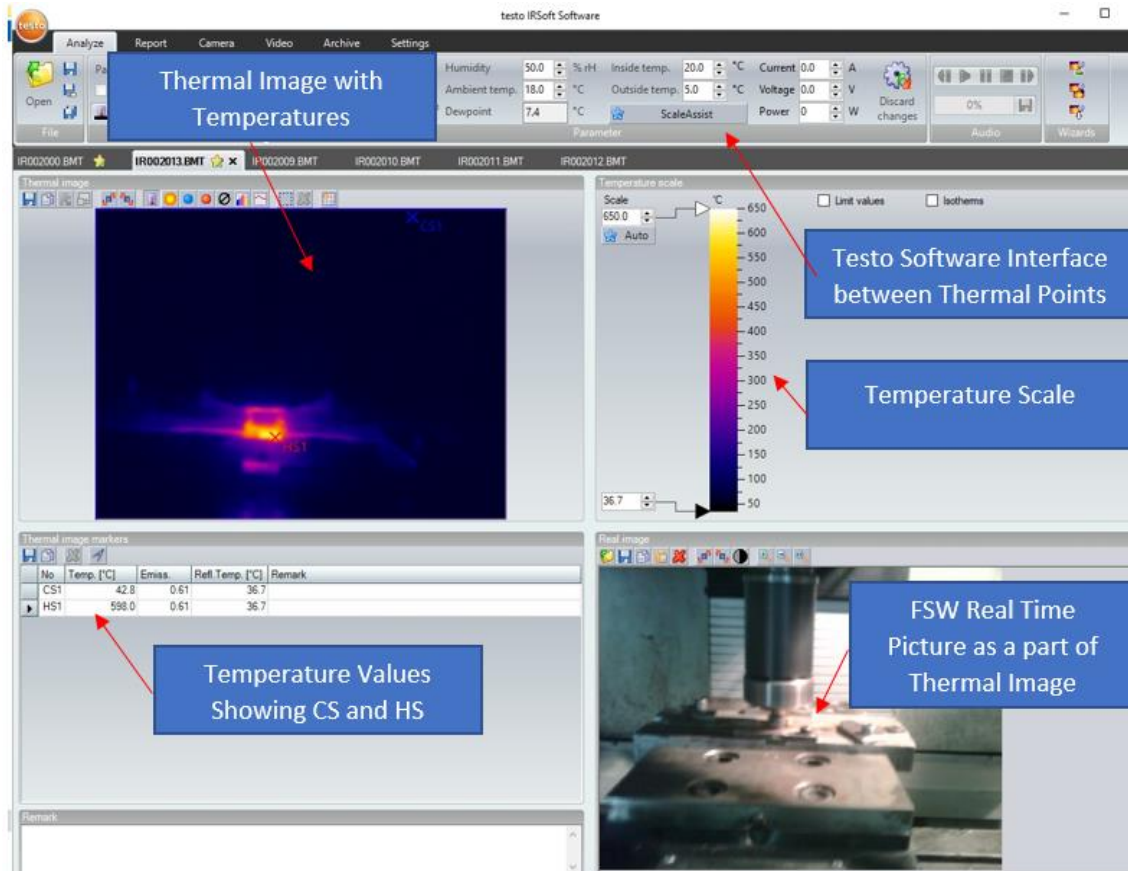 testo IRSoft Software
testo
Analyze Report Camera Video Archive Settings
Open
File
Humidity 50.0 % rH
Ambient temp. 18.0 °C
Dewpoint 7.4 °C
Inside temp. 20.0 °C
Outside temp. 5.0 °C
ScaleAssist
Current 0.0 A
Voltage 0.0 V
Power 0 W
Parameter
Discard
changes
0%
Audio
Wizards
Thermal Image with
Temperatures
IR002000.BMT IR002013.BMT IR002009.BMT IR002010.BMT IR002011.BMT IR002012.BMT
Thermal image
CS1
HS1
Temperature scale
Scale °C
650.0
Auto
Limit values Isotherms
650
600
550
500
450
400
350
300
250
200
150
100
50
36.7
Testo Software Interface
between Thermal Points
Temperature Scale
Thermal image markers
No Temp. [°C] Emiss. Refl.Temp. [°C] Remark
CS1 42.8 0.61 36.7
HS1 598.0 0.61 36.7
Temperature Values
Showing CS and HS
Remark
Real image
FSW Real Time
Picture as a part of
Thermal Image